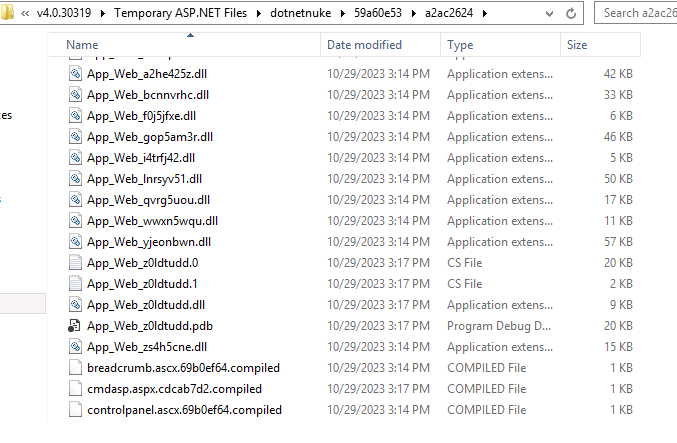 « v4.0.30319 › Temporary ASP.NET Files › dotnetnuke › 59a60e53 › a2ac2624 › Search a2ac26
Name Date modified Type Size
App_Web_a2he425z.dll 10/29/2023 3:14 PM Application extens... 42 KB
App_Web_bcnnvrhc.dll 10/29/2023 3:14 PM Application extens... 33 KB
App_Web_f0j5jfxe.dll 10/29/2023 3:14 PM Application extens... 6 KB
App_Web_gop5am3r.dll 10/29/2023 3:14 PM Application extens... 46 KB
App_Web_i4trfj42.dll 10/29/2023 3:14 PM Application extens... 5 KB
App_Web_lnrsyv51.dll 10/29/2023 3:14 PM Application extens... 50 KB
App_Web_qvrg5uou.dll 10/29/2023 3:14 PM Application extens... 17 KB
App_Web_wwxn5wqu.dll 10/29/2023 3:14 PM Application extens... 11 KB
App_Web_yjeonbwn.dll 10/29/2023 3:14 PM Application extens... 57 KB
App_Web_z0ldtudd.0 10/29/2023 3:17 PM CS File 20 KB
App_Web_z0ldtudd.1 10/29/2023 3:17 PM CS File 2 KB
App_Web_z0ldtudd.dll 10/29/2023 3:17 PM Application extens... 9 KB
App_Web_z0ldtudd.pdb 10/29/2023 3:17 PM Program Debug D... 20 KB
App_Web_zs4h5cne.dll 10/29/2023 3:14 PM Application extens... 15 KB
breadcrumb.ascx.69b0ef64.compiled 10/29/2023 3:14 PM COMPILED File 1 KB
cmdasp.aspx.cdcab7d2.compiled 10/29/2023 3:17 PM COMPILED File 1 KB
controlpanel.ascx.69b0ef64.compiled 10/29/2023 3:14 PM COMPILED File 1 KB